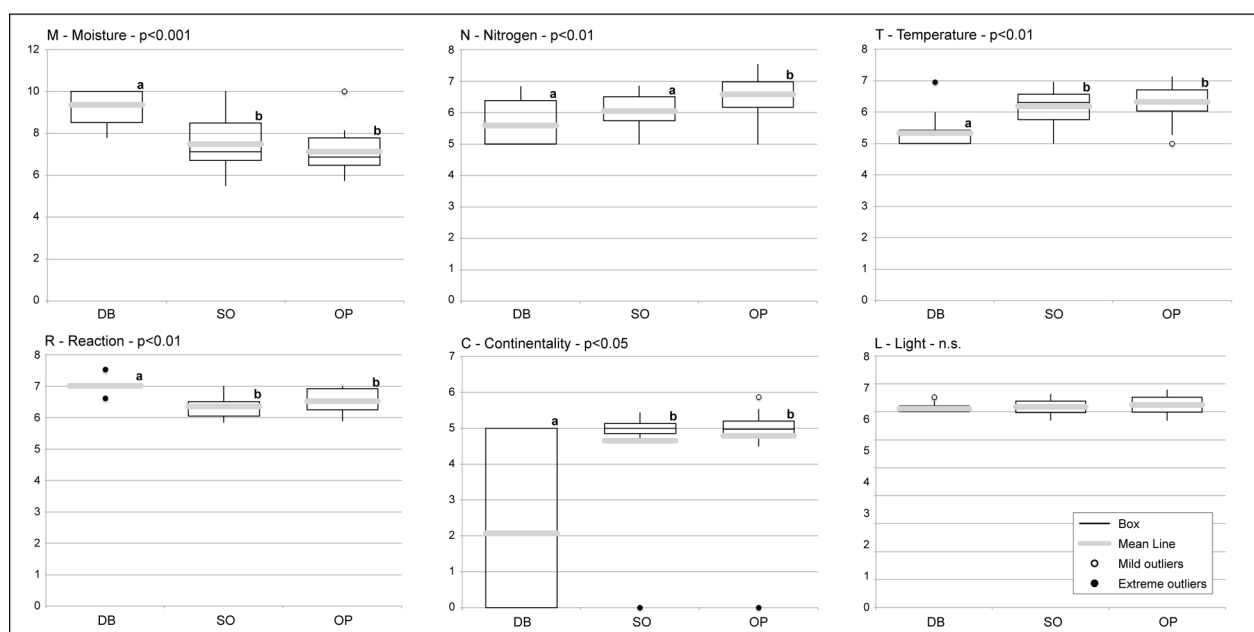 M - Moisture - p<0.001
12
10
8
6
4
2
0
a
b
b
DB SO OP
N - Nitrogen - p<0.01
8
7
6
5
4
3
2
1
0
a
a
b
DB SO OP
T - Temperature - p<0.01
8
7
6
5
4
3
2
1
0
a
b
b
DB SO OP
R - Reaction - p<0.01
8
7
6
5
4
3
2
1
0
a
b
b
DB SO OP
C - Continentality - p<0.05
7
6
5
4
3
2
1
0
a
b
b
DB SO OP
L - Light - n.s.
8
7
6
5
4
3
2
1
0
DB SO OP
Box
Mean Line
Mild outliers
Extreme outliers